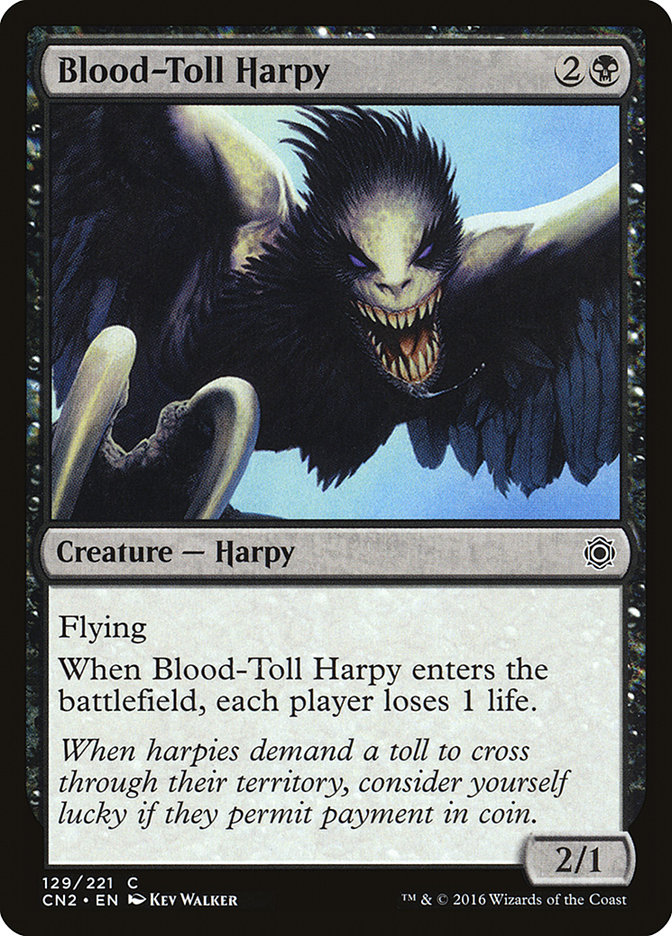 Blood-Toll Harpy 2
Creature — Harpy
Flying
When Blood-Toll Harpy enters the
battlefield, each player loses 1 life.
When harpies demand a toll to cross
through their territory, consider yourself
lucky if they permit payment in coin.
2/1
129/221 C
CN2 • EN Kev Walker
™ & © 2016 Wizards of the Coast